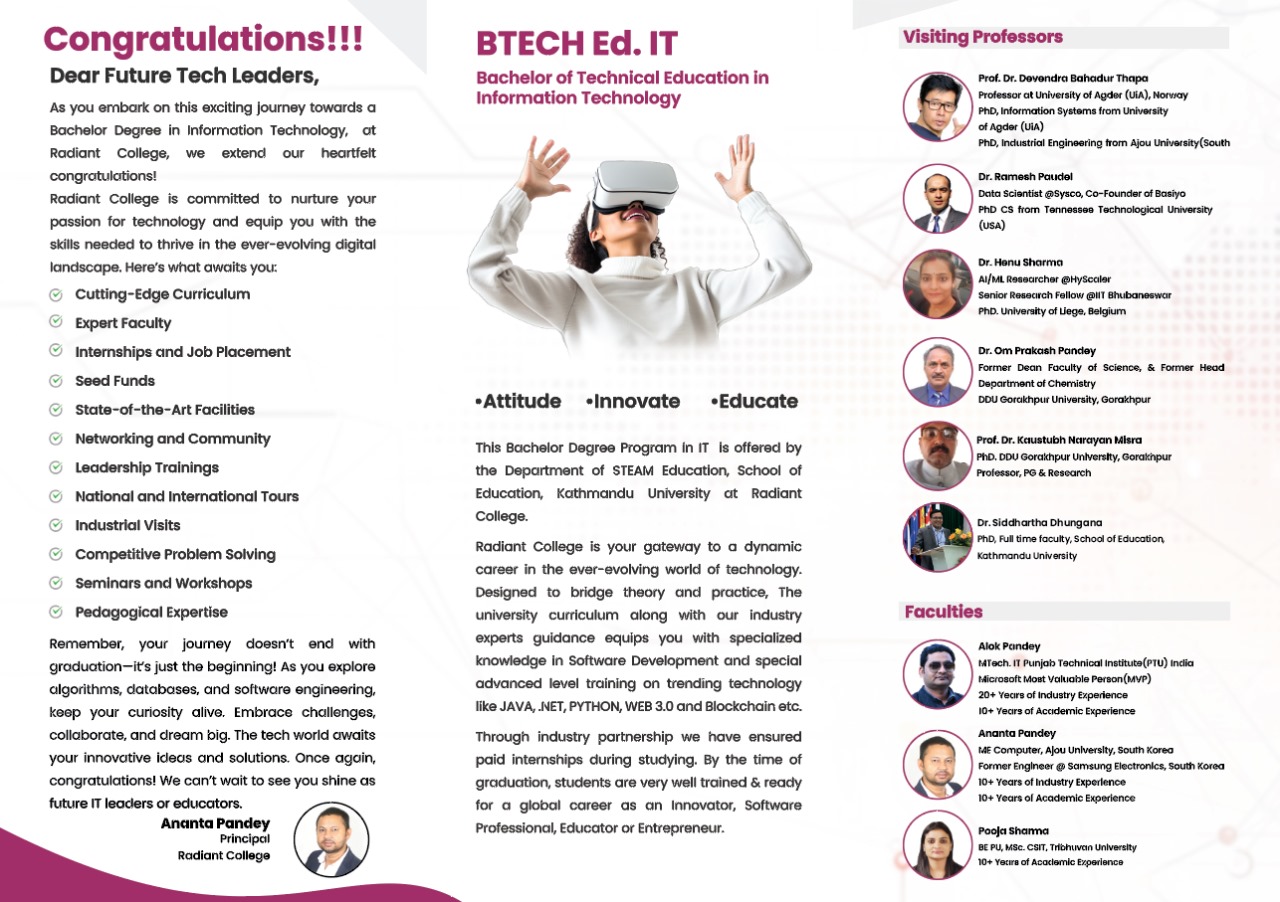 Congratulations!!!
Dear Future Tech Leaders,
As you embark on this exciting journey towards a
Bachelor Degree in Information Technology, at
Radiant College, we extend our heartfelt
congratulations!
Radiant College is committed to nurture your
passion for technology and equip you with the
skills needed to thrive in the ever-evolving digital
landscape. Here's what awaits you:
Cutting-Edge Curriculum
Expert Faculty
Internships and Job Placement
Seed Funds
State-of-the-Art Facilities
Networking and Community
Leadership Trainings
National and International Tours
Industrial Visits
Competitive Problem Solving
Seminars and Workshops
Pedagogical Expertise
Remember, your journey doesn't end with
graduation—it's just the beginning! As you explore
algorithms, databases, and software engineering,
keep your curiosity alive. Embrace challenges,
collaborate, and dream big. The tech world awaits
your innovative ideas and solutions. Once again,
congratulations! We can't wait to see you shine as
future IT leaders or educators.
Ananta Pandey
Principal
Radiant College
BTECH Ed. IT
Bachelor of Technical Education in
Information Technology
•Attitude •Innovate •Educate
This Bachelor Degree Program in IT is offered by
the Department of STEAM Education, School of
Education, Kathmandu University at Radiant
College.
Radiant College is your gateway to a dynamic
career in the ever-evolving world of technology.
Designed to bridge theory and practice, The
university curriculum along with our industry
experts guidance equips you with specialized
knowledge in Software Development and special
advanced level training on trending technology
like JAVA, .NET, PYTHON, WEB 3.0 and Blockchain etc.
Through industry partnership we have ensured
paid internships during studying. By the time of
graduation, students are very well trained & ready
for a global career as an Innovator, Software
Professional, Educator or Entrepreneur.
Visiting Professors
Prof. Dr. Devendra Bahadur Thapa
Professor at University of Agder (UiA), Norway
PhD, Information Systems from University
of Agder (UiA)
PhD, Industrial Engineering from Ajou University(South
Dr. Ramesh Paudel
Data Scientist @Sysco, Co-Founder of Basiyo
PhD CS from Tennessee Technological University
(USA)
Dr. Henu Sharma
AI/ML Researcher @HyScaler
Senior Research Fellow @IIT Bhubaneswar
PhD. University of Liege, Belgium
Dr. Om Prakash Pandey
Former Dean Faculty of Science, & Former Head
Department of Chemistry
DDU Gorakhpur University, Gorakhpur
Prof. Dr. Kaustubh Narayan Misra
PhD. DDU Gorakhpur University, Gorakhpur
Professor, PG & Research
Dr. Siddhartha Dhungana
PhD, Full time faculty, School of Education,
Kathmandu University
Faculties
Alok Pandey
MTech. IT Punjab Technical Institute(PTU) India
Microsoft Most Valuable Person(MVP)
20+ Years of Industry Experience
10+ Years of Academic Experience
Ananta Pandey
ME Computer, Ajou University, South Korea
Former Engineer @ Samsung Electronics, South Korea
10+ Years of Industry Experience
10+ Years of Academic Experience
Pooja Sharma
BE PU, MSc. CSIT, Tribhuvan University
10+ Years of Academic Experience